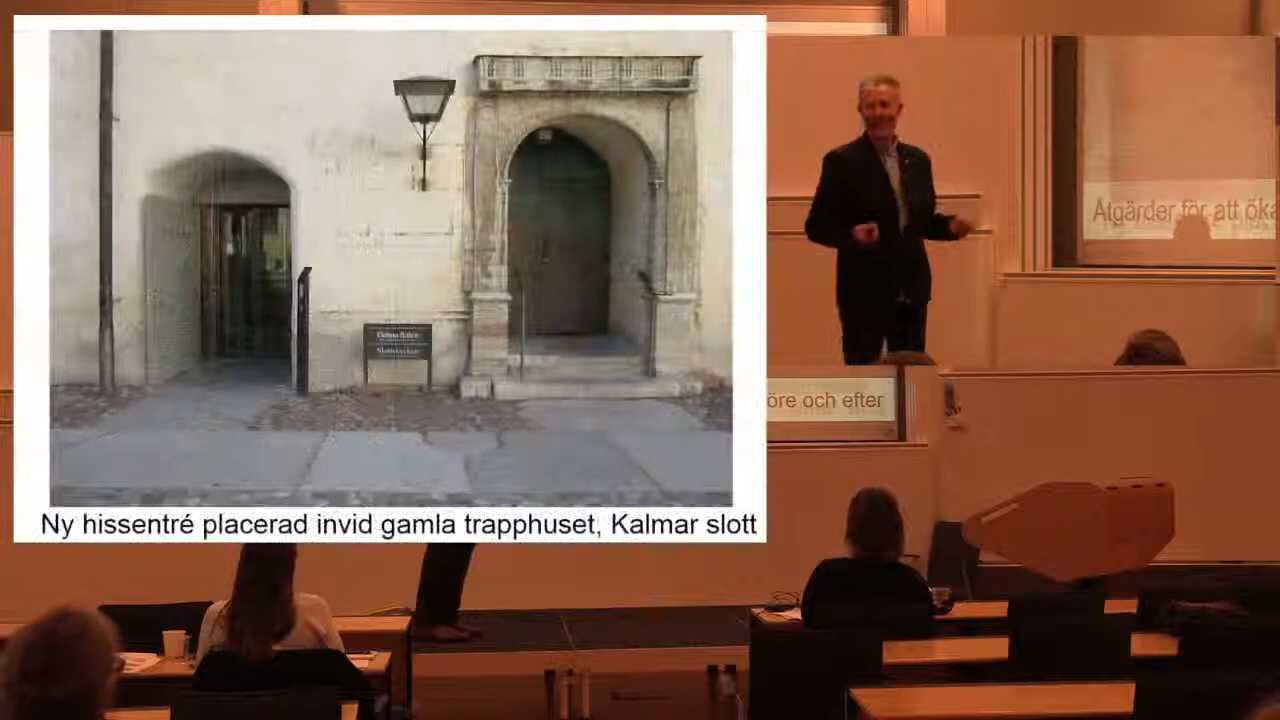 Åtgärder för att öka
öre och efter
Ny hissentré placerad invid gamla trapphuset, Kalmar slott